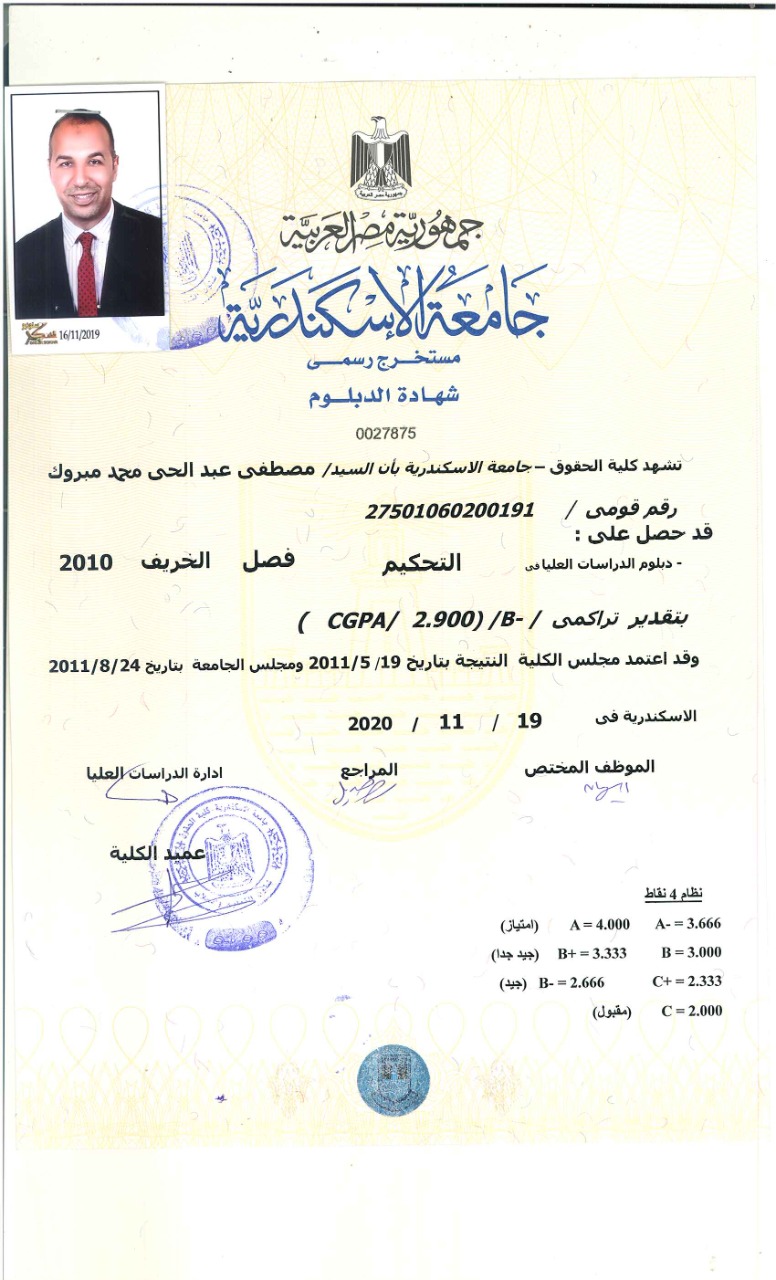 جمهورية مصر العربية
جمهورية مصر العربية
جامعة الإسكندرية
مستخرج رسمى
شهادة الدبلوم
0027875
16/11/2019
تشهد كلية الحقوق – جامعة الاسكندرية بأن السيد/ مصطفى عبد الحى محمد مبروك
رقم قومى / 27501060200191
قد حصل على :
- دبلوم الدراسات العليا فى التحكيم فصل الخريف 2010
بتقدير تراكمى / -B/ (CGPA/ 2.900 )
وقد اعتمد مجلس الكلية النتيجة بتاريخ 19/ 2011/5 ومجلس الجامعة بتاريخ 2011/8/24
الاسكندرية فى 19 / 11 / 2020
الموظف المختص المراجع ادارة الدراسات العليا
عميد الكلية
نظام 4 نقاط
A- = 3.666 A = 4.000 (امتياز)
B = 3.000 B+ = 3.333 (جيد جدا)
C+ = 2.333 B- = 2.666 (جيد)
C = 2.000 (مقبول)